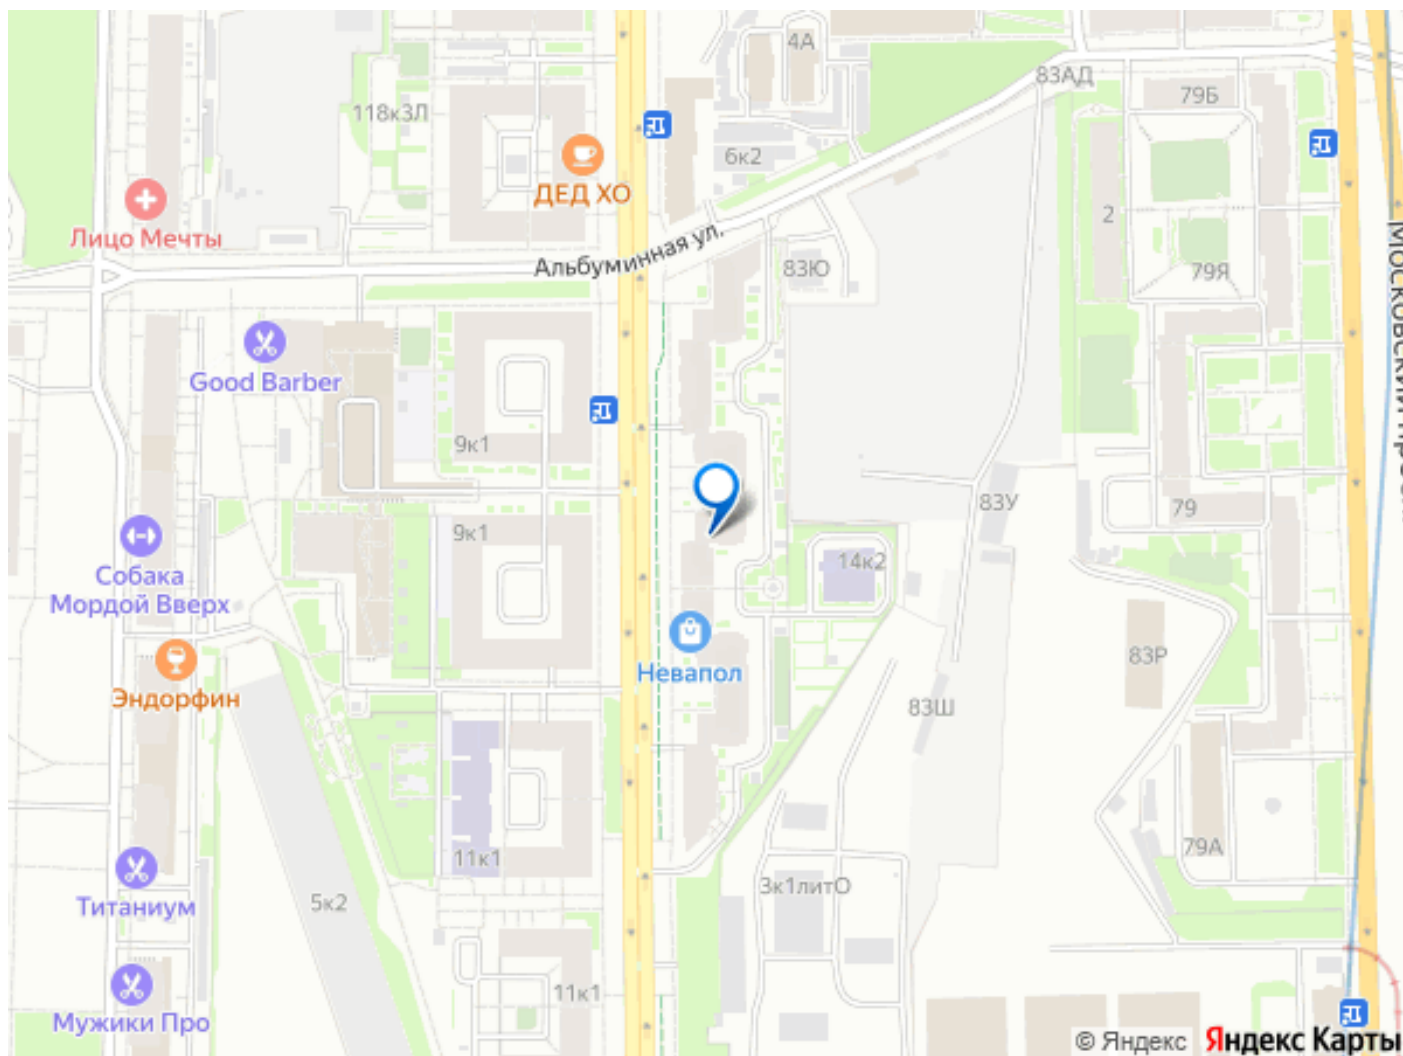 4А
83АД
79Б
118к3Л
6к2
ДЕД ХО
2
Лицо Мечты
Альбуминная ул.
83Ю
79Я
Московский
Good Barber
9к1
83У
79
9к1
14к2
Собака
Мордой Вверх
Невапол
83Р
Эндорфин
83Ш
11к1
79А
Титаниум
5к2
3к1литО
11к1
Мужики Про
© Яндекс Яндекс Карты